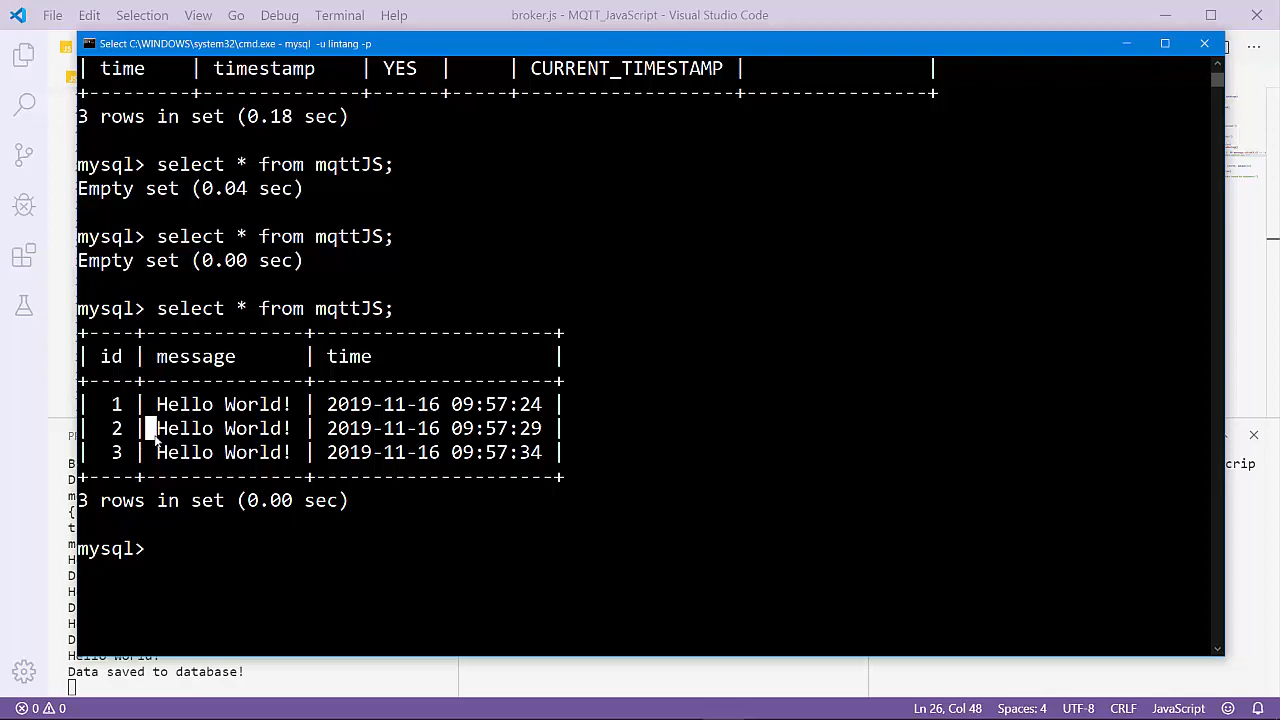 File Edit Selection View Go Debug Terminal Help broker.js - MQTT_JavaScript - Visual Studio Code
Select C:\WINDOWS\system32\cmd.exe - mysql -u lintang -p
| time | timestamp | YES | | CURRENT_TIMESTAMP | |
+---------+-----------------+------+-----+-------------------+----------------+
3 rows in set (0.18 sec)
mysql> select * from mqttJS;
Empty set (0.04 sec)
mysql> select * from mqttJS;
Empty set (0.00 sec)
mysql> select * from mqttJS;
+----+--------------+---------------------+
| id | message | time |
+----+--------------+---------------------+
| 1 | Hello World! | 2019-11-16 09:57:24 |
| 2 | Hello World! | 2019-11-16 09:57:29 |
| 3 | Hello World! | 2019-11-16 09:57:34 |
+----+--------------+---------------------+
3 rows in set (0.00 sec)
mysql>
Hello World!
Data saved to database!
0 0 Ln 26, Col 48 Spaces: 4 UTF-8 CRLF JavaScript